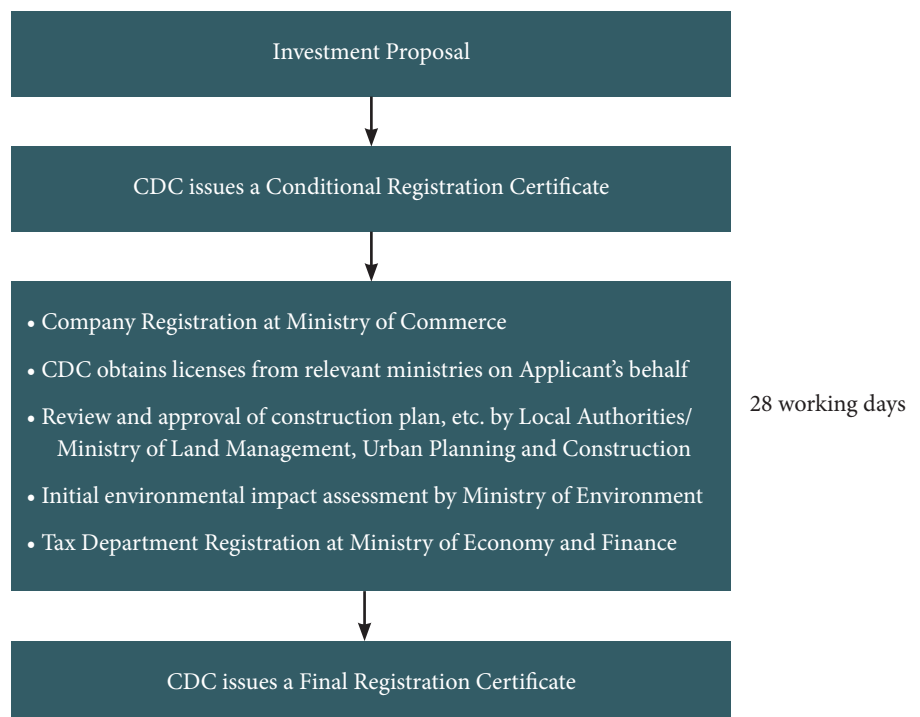 Investment Proposal
CDC issues a Conditional Registration Certificate
• Company Registration at Ministry of Commerce
• CDC obtains licenses from relevant ministries on Applicant's behalf
• Review and approval of construction plan, etc. by Local Authorities/
Ministry of Land Management, Urban Planning and Construction
• Initial environmental impact assessment by Ministry of Environment
• Tax Department Registration at Ministry of Economy and Finance
28 working days
CDC issues a Final Registration Certificate